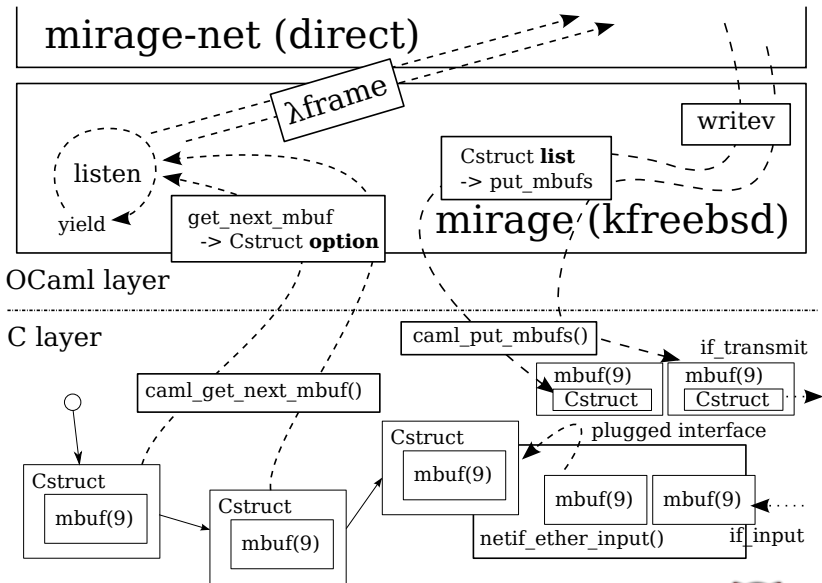 mirage-net (direct)
λframe
writev
listen
yield
Cstruct list
-> put_mbufs
get_next_mbuf
-> Cstruct option
mirage (kfreebsd)
OCaml layer
C layer
caml_put_mbufs()
if_transmit
mbuf(9)
Cstruct
mbuf(9)
Cstruct
caml_get_next_mbuf()
plugged interface
Cstruct
mbuf(9)
Cstruct
mbuf(9)
Cstruct
mbuf(9)
mbuf(9)
mbuf(9)
netif_ether_input()
if_input